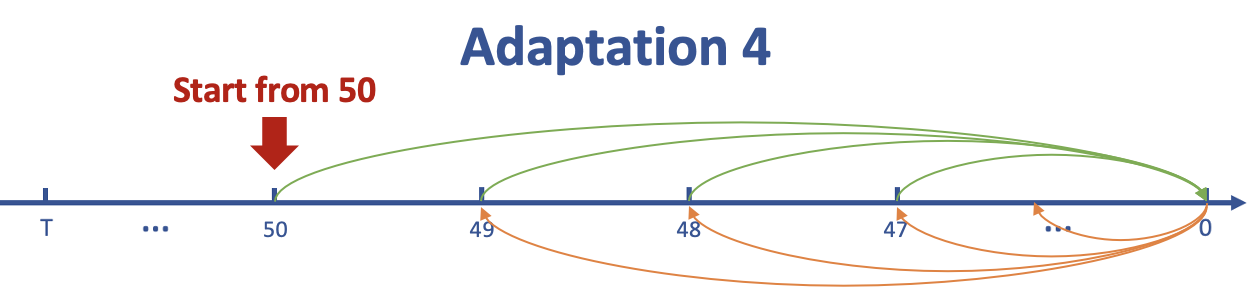 Adaptation 4
Start from 50
T ... 50 49 48 47 ... 0